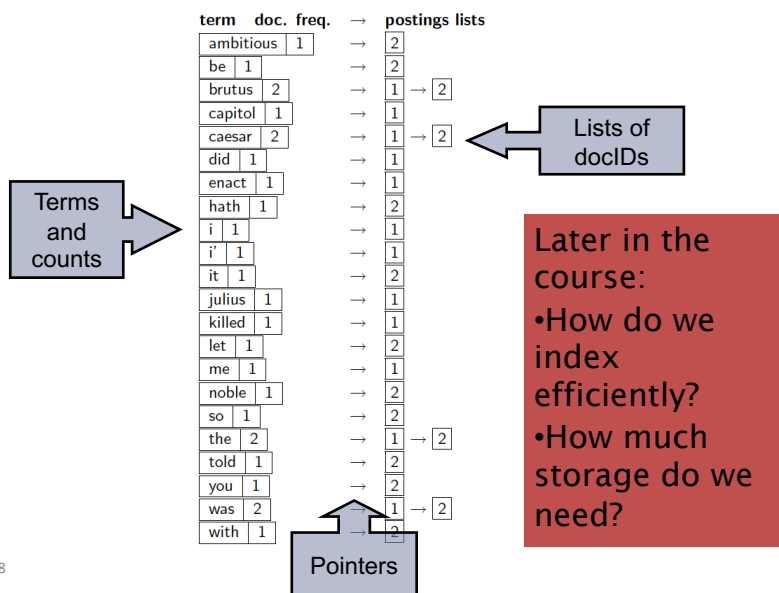 term doc. freq. → postings lists
ambitious 1 → 2
be 1 → 2
brutus 2 → 1 → 2
capitol 1 → 1
caesar 2 → 1 → 2
did 1 → 1
enact 1 → 1
hath 1 → 2
i 1 → 1
i' 1 → 1
it 1 → 2
julius 1 → 1
killed 1 → 1
let 1 → 2
me 1 → 1
noble 1 → 2
so 1 → 2
the 2 → 1 → 2
told 1 → 2
you 1 → 2
was 2 → 1 → 2
with 1 → 2
Terms
and
counts
Lists of
docIDs
Pointers
Later in the
course:
•How do we
index
efficiently?
•How much
storage do we
need?
8